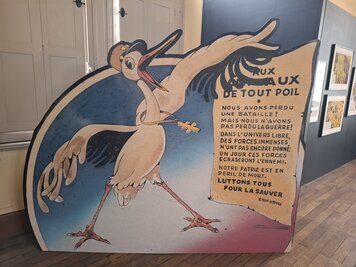 AUX
AUX
DE TOUT POIL
NOUS AVONS PERDU
UNE BATAILLE !
MAIS NOUS N'AVONS
PAS PERDU LA GUERRE !
DANS L'UNIVERS LIBRE,
DES FORCES IMMENSES
N'ONT PAS ENCORE DONNÉ.
UN JOUR CES FORCES
ÉCRASERONT L'ENNEMI.
NOTRE PATRIE EST EN
PÉRIL DE MORT.
LUTTONS TOUS
POUR LA SAUVER